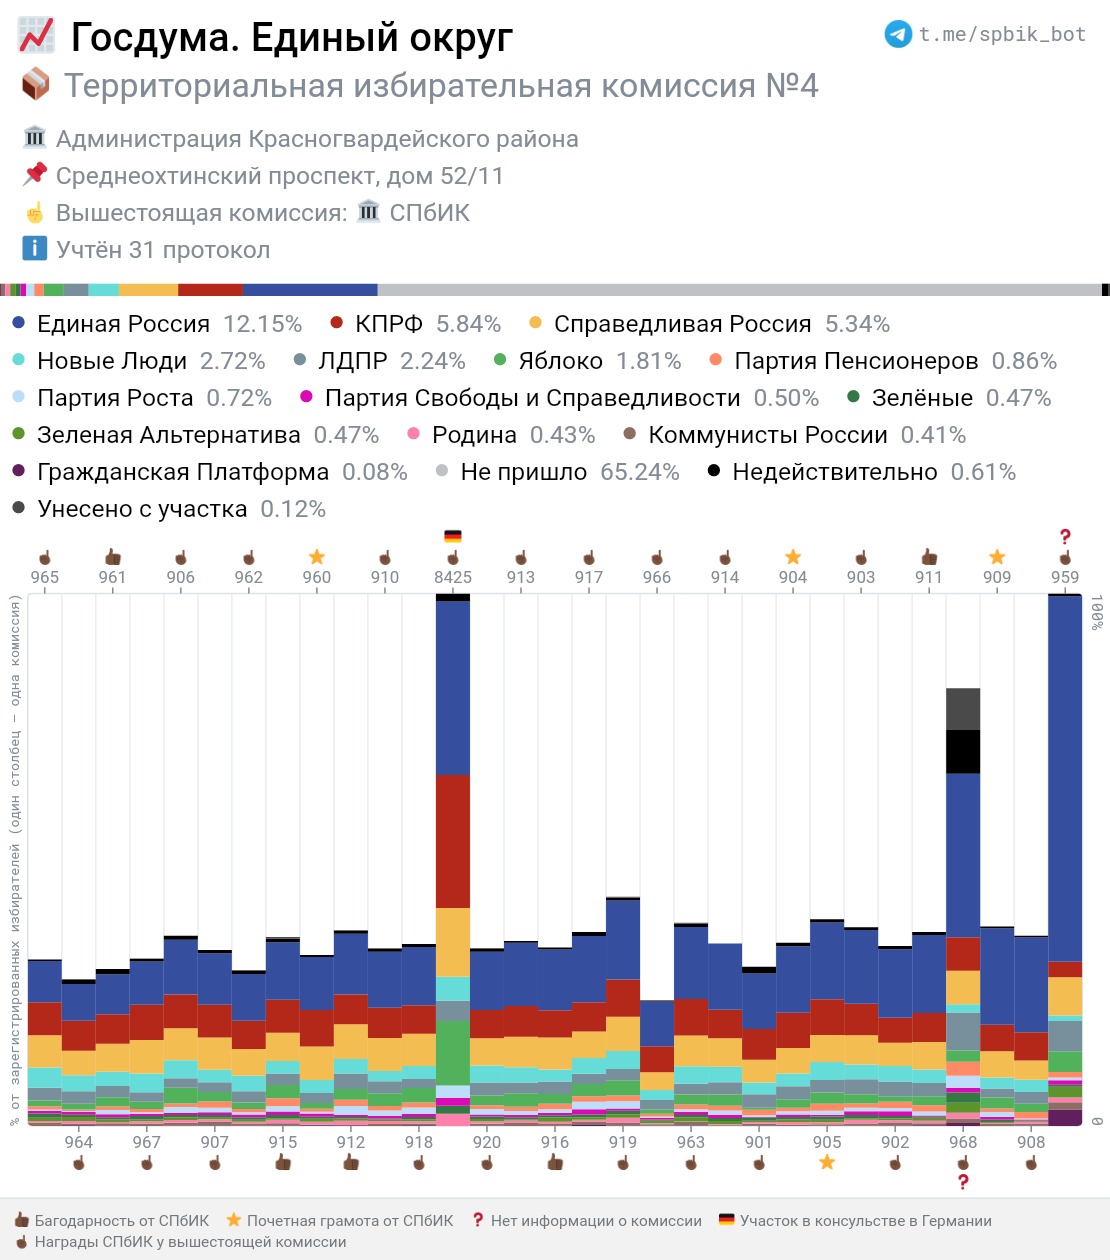 Госдума. Единый округ
t.me/spbik_bot
Территориальная избирательная комиссия №4
Администрация Красногвардейского района
Среднеохтинский проспект, дом 52/11
Вышестоящая комиссия: СПбИК
Учтён 31 протокол
Единая Россия 12.15% КПРФ 5.84% Справедливая Россия 5.34%
Новые Люди 2.72% ЛДПР 2.24% Яблоко 1.81% Партия Пенсионеров 0.86%
Партия Роста 0.72% Партия Свободы и Справедливости 0.50% Зелёные 0.47%
Зеленая Альтернатива 0.47% Родина 0.43% Коммунисты России 0.41%
Гражданская Платформа 0.08% Не пришло 65.24% Недействительно 0.61%
Унесено с участка 0.12%
965 961 906 962 960 910 8425 913 917 966 914 904 903 911 909 959
% от зарегистрированных избирателей (один столбец – одна комиссия)
100%
0
964 967 907 915 912 918 920 916 919 963 901 905 902 968 908
Багодарность от СПбИК Почетная грамота от СПбИК Нет информации о комиссии Участок в консульстве в Германии
Награды СПбИК у вышестоящей комиссии